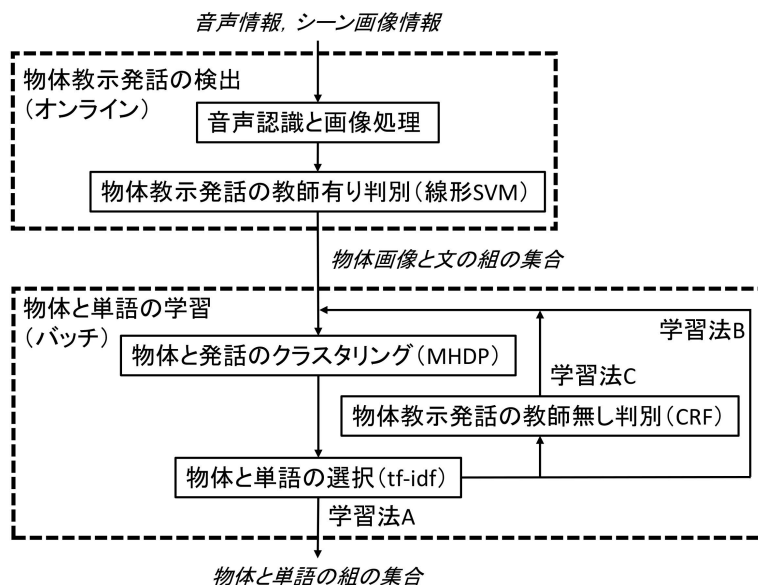 音声情報, シーン画像情報
物体教示発話の検出
(オンライン)
音声認識と画像処理
物体教示発話の教師有り判別(線形SVM)
物体画像と文の組の集合
物体と単語の学習
(バッチ)
学習法B
物体と発話のクラスタリング(MHDP)
学習法C
物体教示発話の教師無し判別(CRF)
物体と単語の選択(tf-idf)
学習法A
物体と単語の組の集合